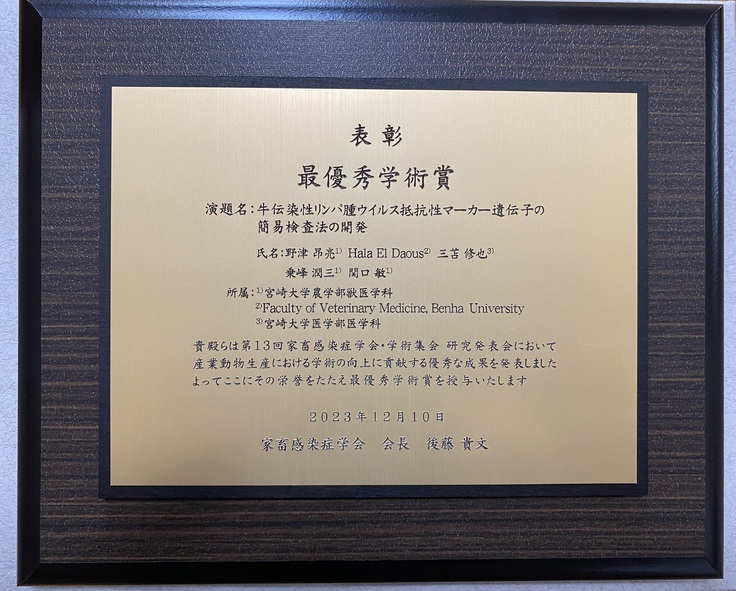 表彰
最優秀学術賞
演題名：牛伝染性リンパ腫ウイルス抵抗性マーカー遺伝子の
簡易検査法の開発
氏名：野津 昂亮1) Hala El Daous2) 三苫 修也3)
乗峰 潤三1) 関口 敏1)
所属：1)宮崎大学農学部獣医学科
2)Faculty of Veterinary Medicine, Benha University
3)宮崎大学医学部医学科
貴殿らは第13回家畜感染症学会・学術集会 研究発表会において
産業動物生産における学術の向上に貢献する優秀な成果を発表しました
よってここにその栄誉をたたえ最優秀学術賞を授与いたします
2023年12月10日
家畜感染症学会 会長 後藤 貴文